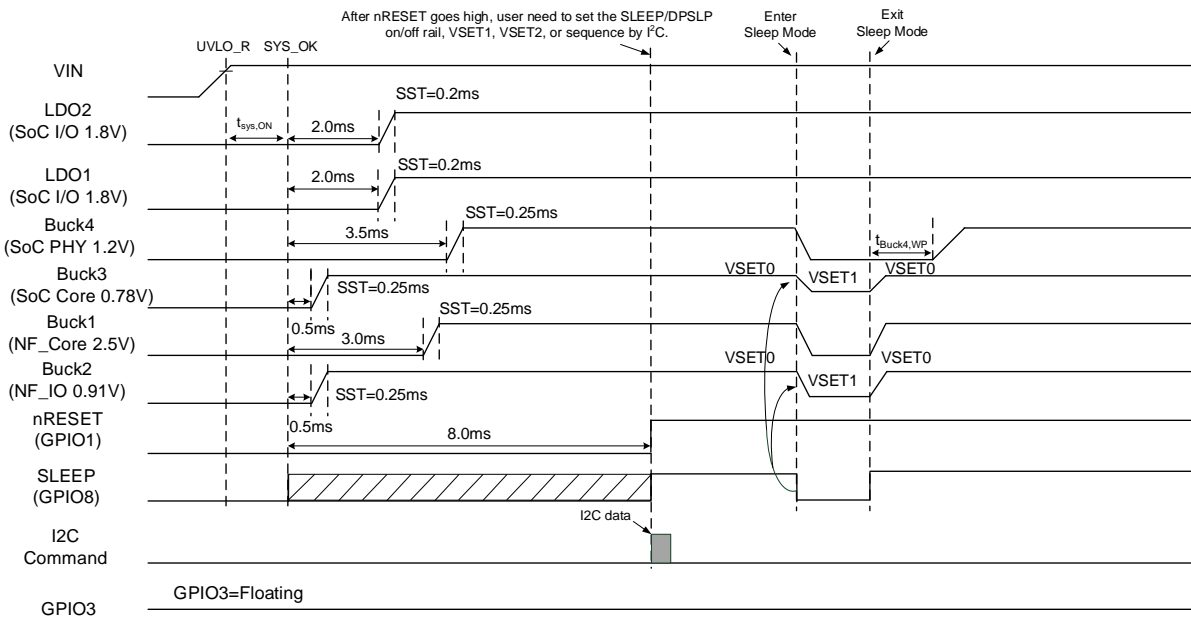 After nRESET goes high, user need to set the SLEEP/DPSLP
on/off rail, VSET1, VSET2, or sequence by I²C.
Enter
Sleep Mode
Exit
Sleep Mode
UVLO_R
SYS_OK
VIN
LDO2
(SoC I/O 1.8V)
tsys,ON
2.0ms
SST=0.2ms
LDO1
(SoC I/O 1.8V)
2.0ms
SST=0.2ms
Buck4
(SoC PHY 1.2V)
3.5ms
SST=0.25ms
tBuck4,WP
Buck3
(SoC Core 0.78V)
0.5ms
SST=0.25ms
VSET0
VSET1
VSET0
Buck1
(NF_Core 2.5V)
3.0ms
SST=0.25ms
Buck2
(NF_IO 0.91V)
0.5ms
SST=0.25ms
VSET0
VSET1
VSET0
nRESET
(GPIO1)
8.0ms
SLEEP
(GPIO8)
I2C data
I2C
Command
GPIO3=Floating
GPIO3